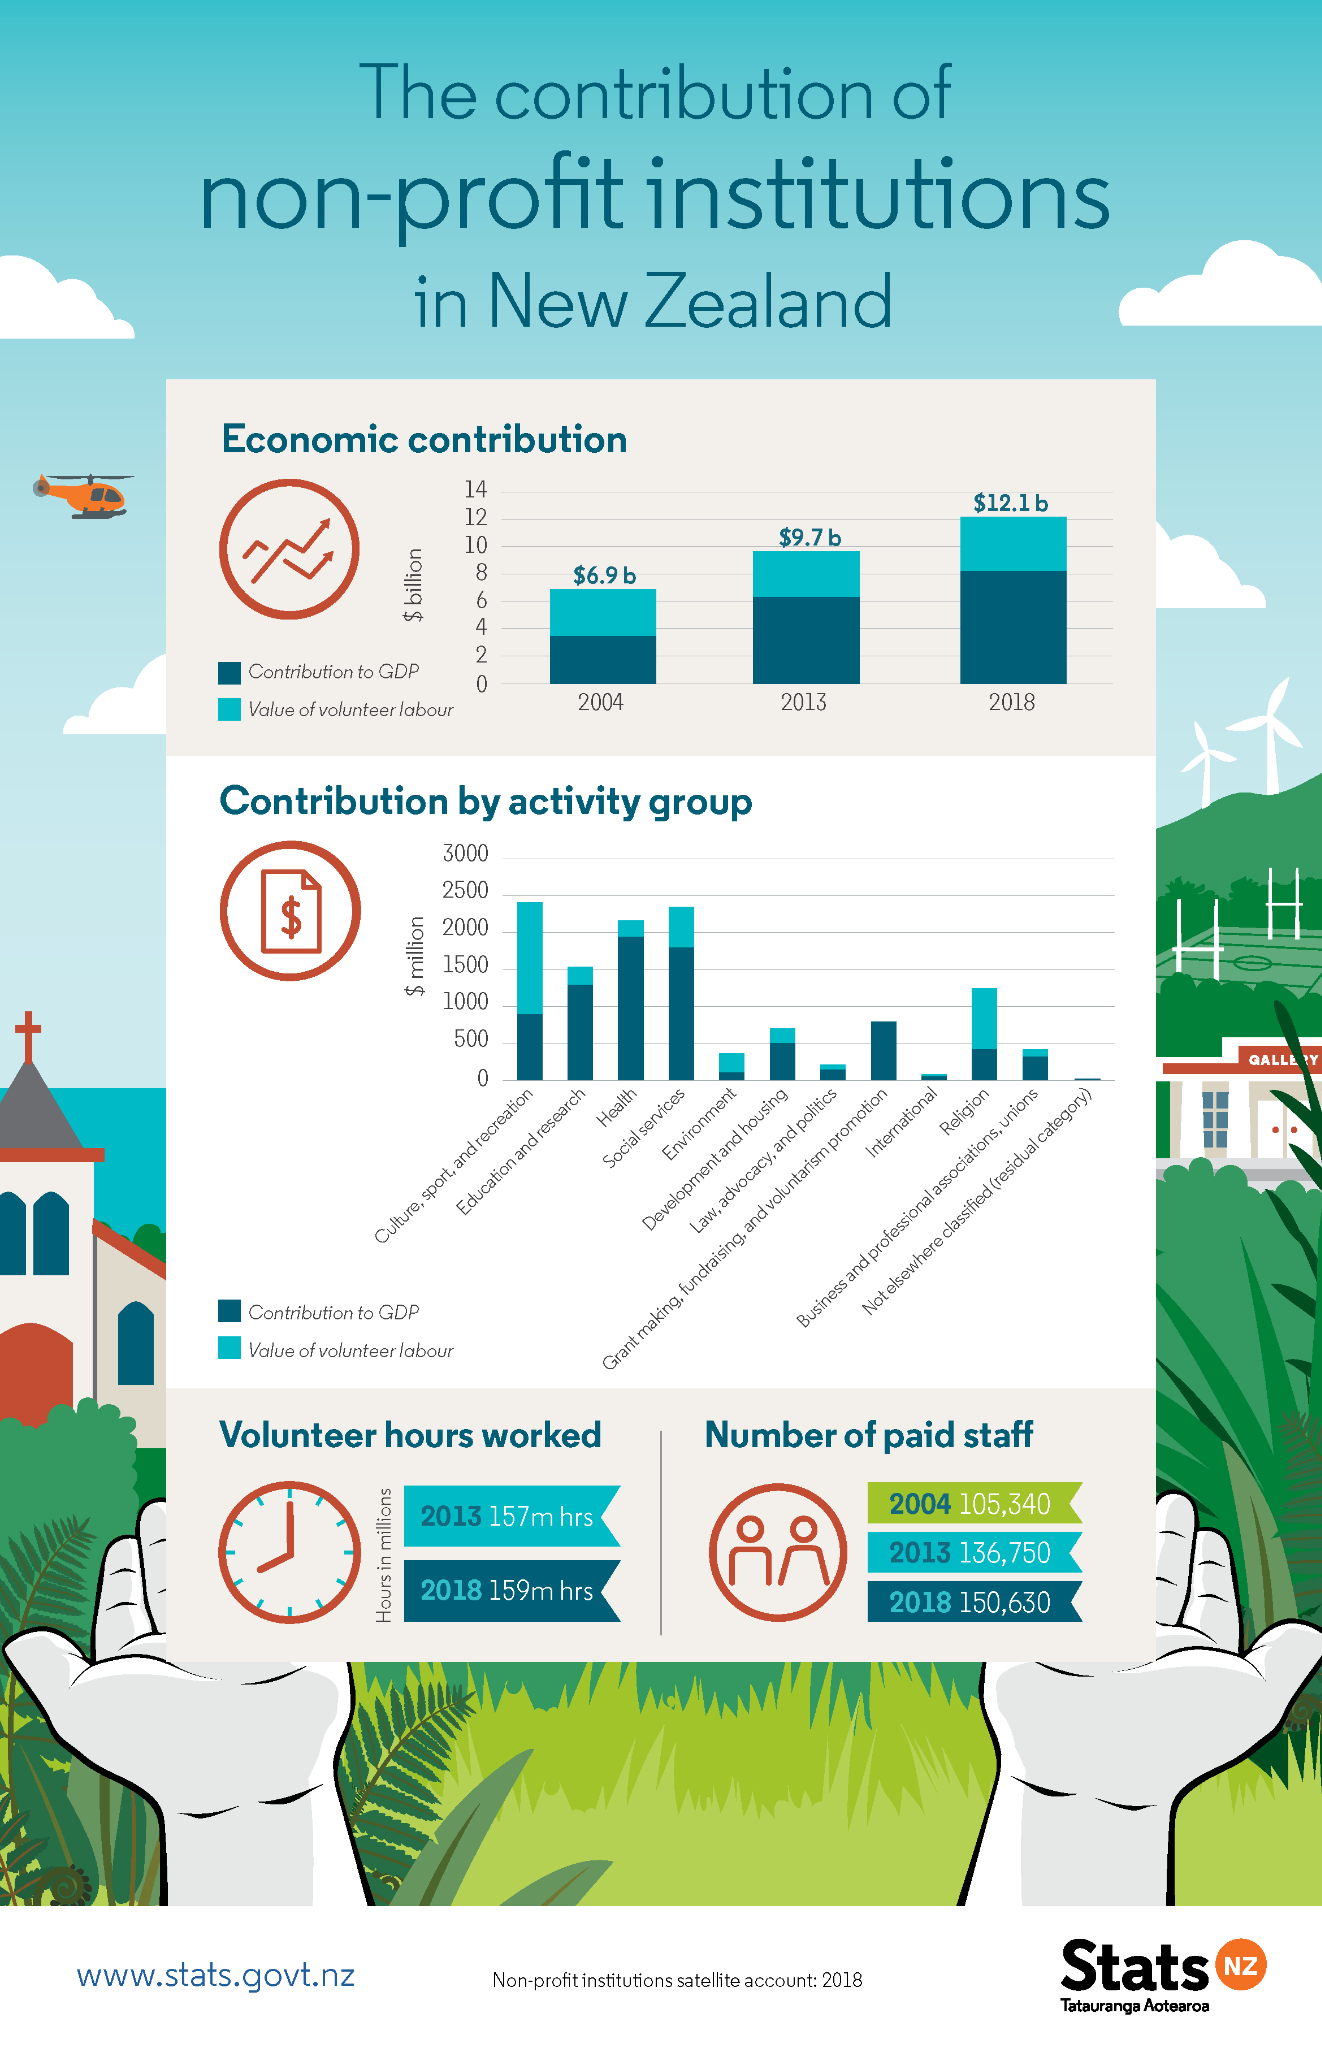 The contribution of
non-profit institutions
in New Zealand
Economic contribution
$ billion
14
12
10
8
6
4
2
0
$6.9 b
$9.7 b
$12.1 b
2004
2013
2018
Contribution to GDP
Value of volunteer labour
Contribution by activity group
$ million
3000
2500
2000
1500
1000
500
0
Culture, sport, and recreation
Education and research
Health
Social services
Environment
Development and housing
Law, advocacy, and politics
Grant making, fundraising, and voluntarism promotion
International
Religion
Business and professional associations, unions
Not elsewhere classified (residual category)
Contribution to GDP
Value of volunteer labour
GALLERY
Volunteer hours worked
Hours in millions
2013 157m hrs
2018 159m hrs
Number of paid staff
2004 105,340
2013 136,750
2018 150,630
www.stats.govt.nz
Non-profit institutions satellite account: 2018
Stats NZ
Tatauranga Aotearoa